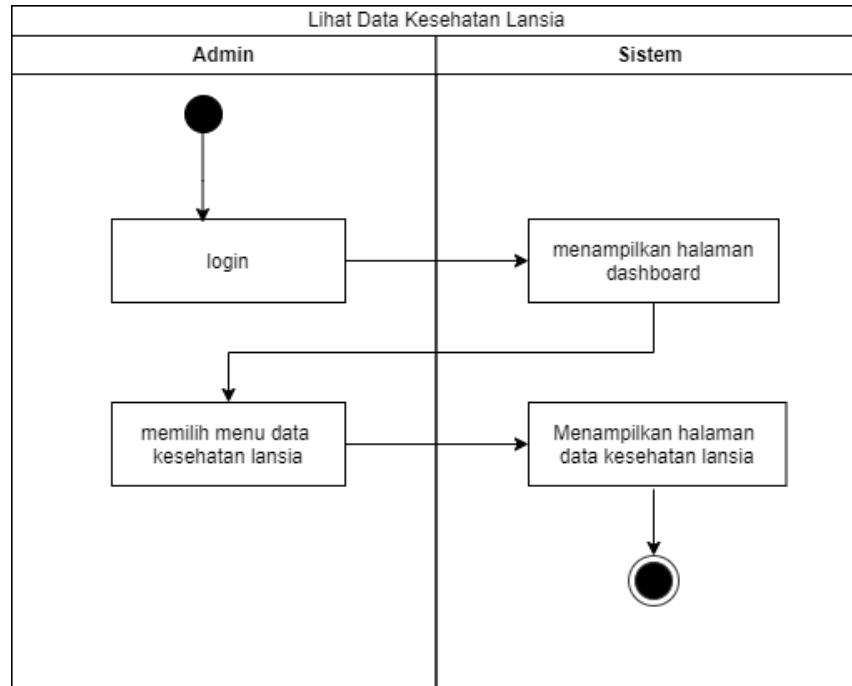 Lihat Data Kesehatan Lansia
Admin
Sistem
login
menampilkan halaman
dashboard
memilih menu data
kesehatan lansia
Menampilkan halaman
data kesehatan lansia